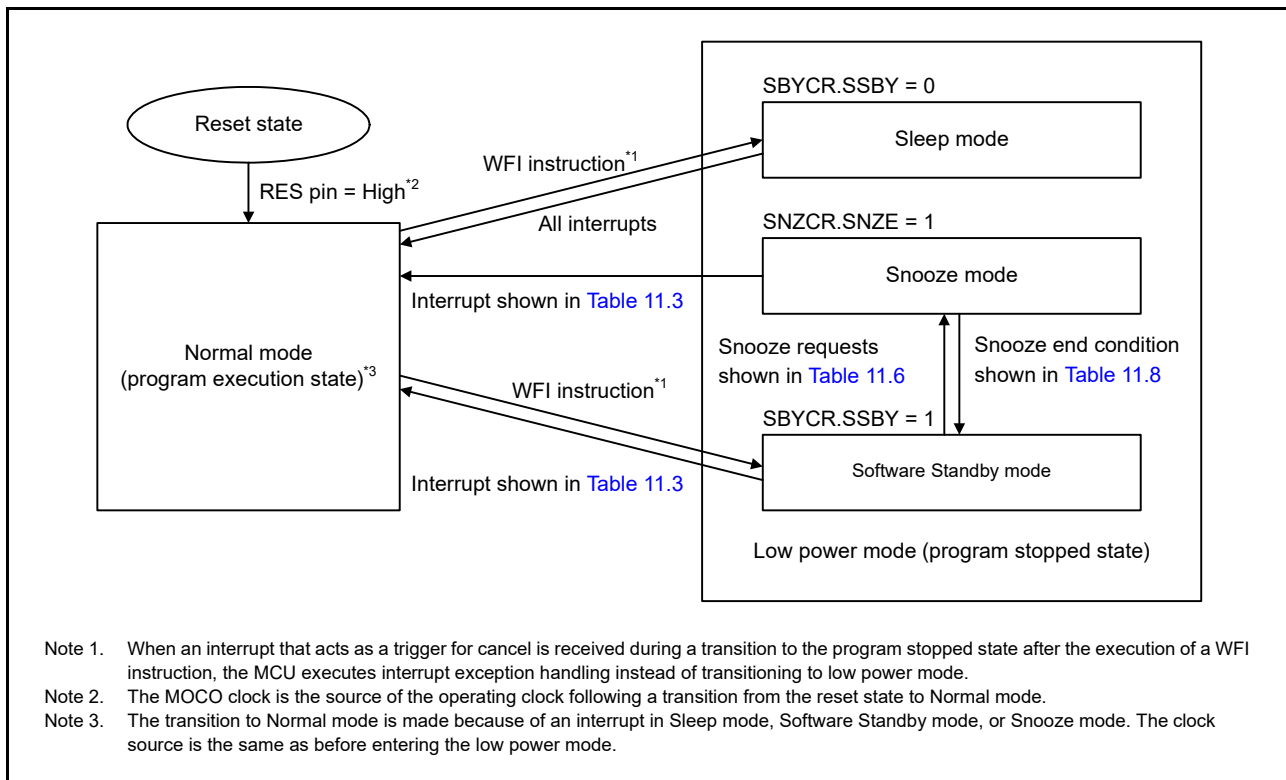 Reset state
RES pin = High*2
Normal mode
(program execution state)*3
WFI instruction*1
All interrupts
Interrupt shown in Table 11.3
WFI instruction*1
Interrupt shown in Table 11.3
SBYCR.SSBY = 0
Sleep mode
SNZCR.SNZE = 1
Snooze mode
Snooze requests
shown in Table 11.6
Snooze end condition
shown in Table 11.8
SBYCR.SSBY = 1
Software Standby mode
Low power mode (program stopped state)
Note 1. When an interrupt that acts as a trigger for cancel is received during a transition to the program stopped state after the execution of a WFI
instruction, the MCU executes interrupt exception handling instead of transitioning to low power mode.
Note 2. The MOCO clock is the source of the operating clock following a transition from the reset state to Normal mode.
Note 3. The transition to Normal mode is made because of an interrupt in Sleep mode, Software Standby mode, or Snooze mode. The clock
source is the same as before entering the low power mode.